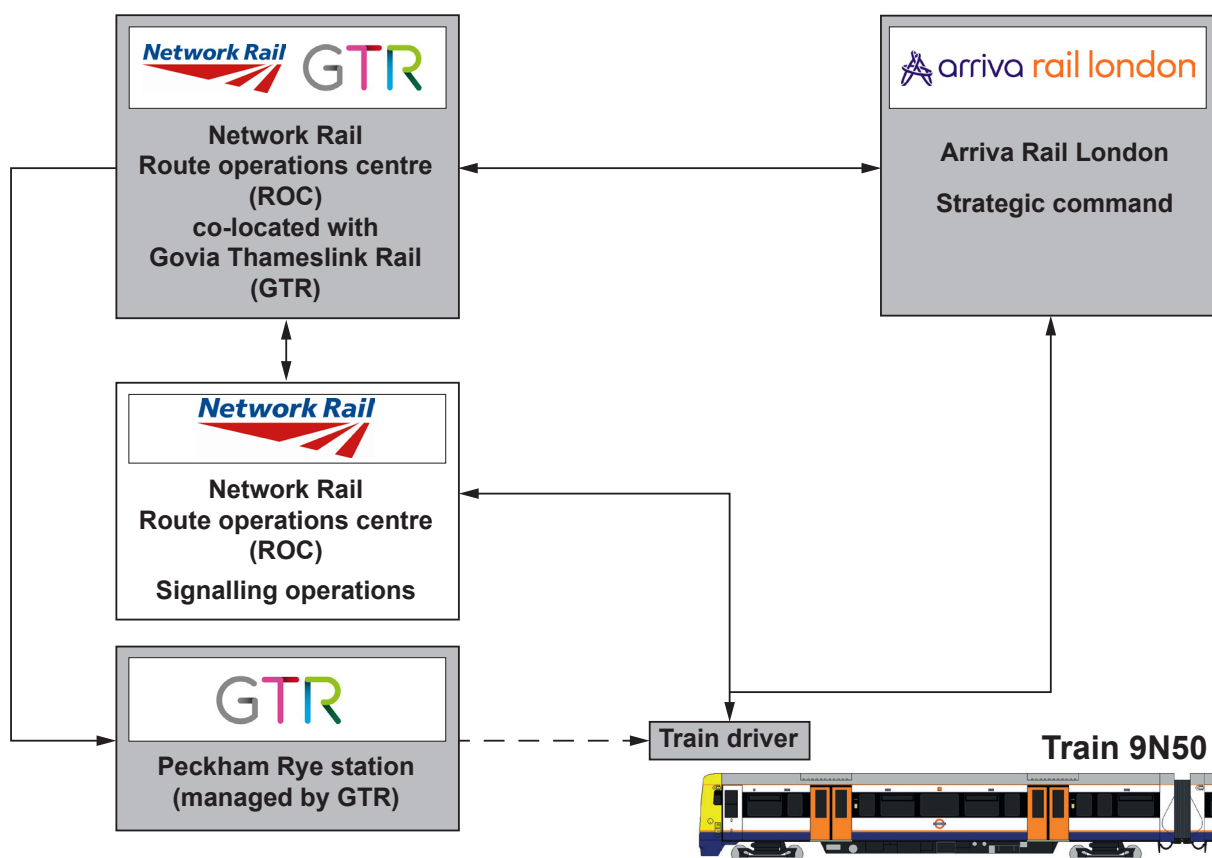 Network Rail GTR
Network Rail
Route operations centre
(ROC)
co-located with
Govia Thameslink Rail
(GTR)
arriva rail london
Arriva Rail London
Strategic command
Network Rail
Network Rail
Route operations centre
(ROC)
Signalling operations
GTR
Peckham Rye station
(managed by GTR)
Train driver
Train 9N50